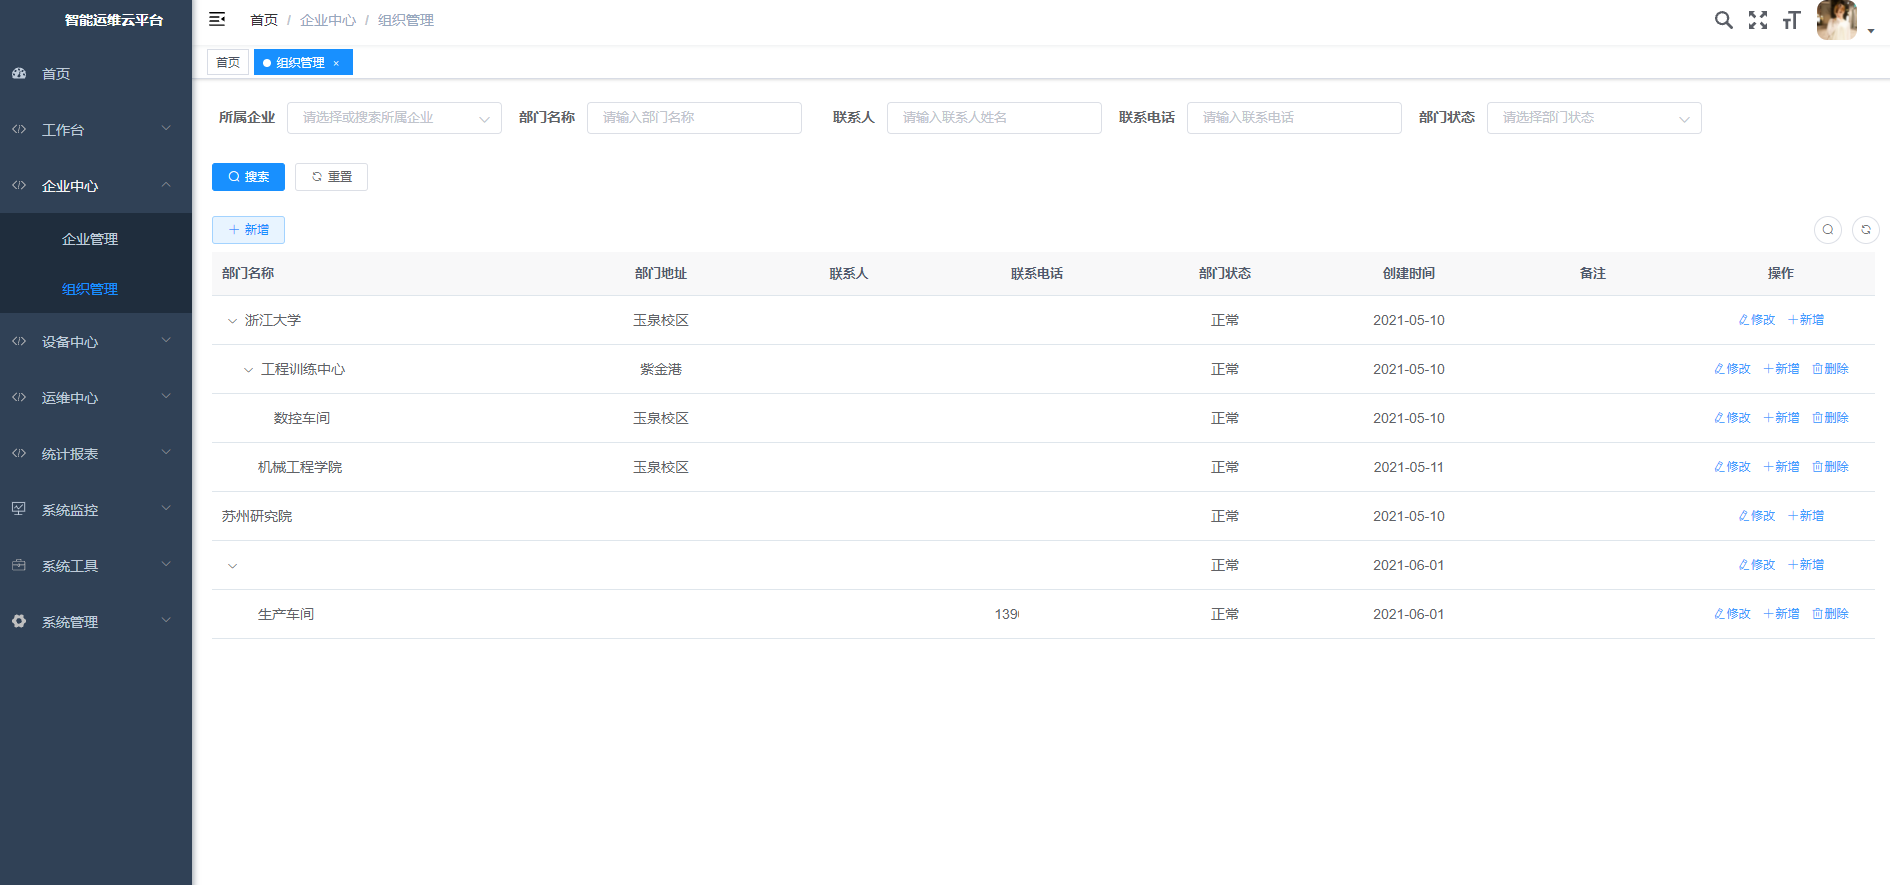 智能运维云平台
首页
工作台
企业中心
企业管理
组织管理
设备中心
运维中心
统计报表
系统监控
系统工具
系统管理
首页 / 企业中心 / 组织管理
首页 组织管理 ×
所属企业 请选择或搜索所属企业 部门名称 请输入部门名称 联系人 请输入联系人姓名 联系电话 请输入联系电话 部门状态 请选择部门状态
搜索 重置
新增
部门名称 部门地址 联系人 联系电话 部门状态 创建时间 备注 操作
浙江大学 玉泉校区 正常 2021-05-10 修改 新增
工程训练中心 紫金港 正常 2021-05-10 修改 新增 删除
数控车间 玉泉校区 正常 2021-05-10 修改 新增 删除
机械工程学院 玉泉校区 正常 2021-05-11 修改 新增 删除
苏州研究院 正常 2021-05-10 修改 新增
正常 2021-06-01 修改 新增
生产车间 139 正常 2021-06-01 修改 新增 删除